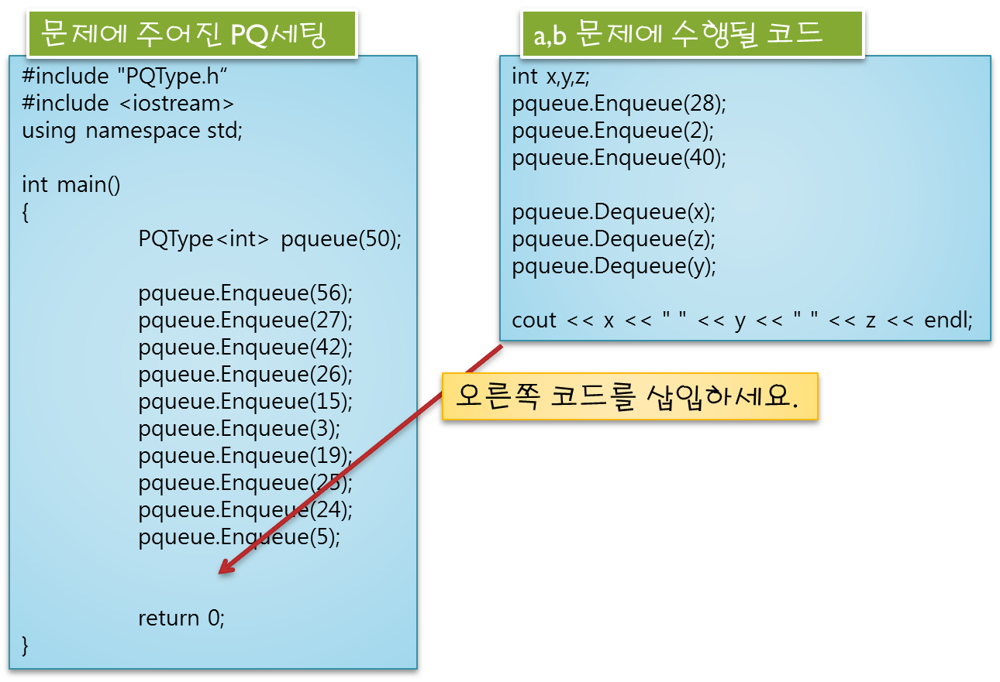 문제에 주어진 PQ세팅
#include "PQType.h“
#include <iostream>
using namespace std;
int main()
{
PQType<int> pqueue(50);
pqueue.Enqueue(56);
pqueue.Enqueue(27);
pqueue.Enqueue(42);
pqueue.Enqueue(26);
pqueue.Enqueue(15);
pqueue.Enqueue(3);
pqueue.Enqueue(19);
pqueue.Enqueue(25);
pqueue.Enqueue(24);
pqueue.Enqueue(5);
return 0;
}
a,b 문제에 수행될 코드
int x,y,z;
pqueue.Enqueue(28);
pqueue.Enqueue(2);
pqueue.Enqueue(40);
pqueue.Dequeue(x);
pqueue.Dequeue(z);
pqueue.Dequeue(y);
cout << x << " " << y << " " << z << endl;
오른쪽 코드를 삽입하세요.